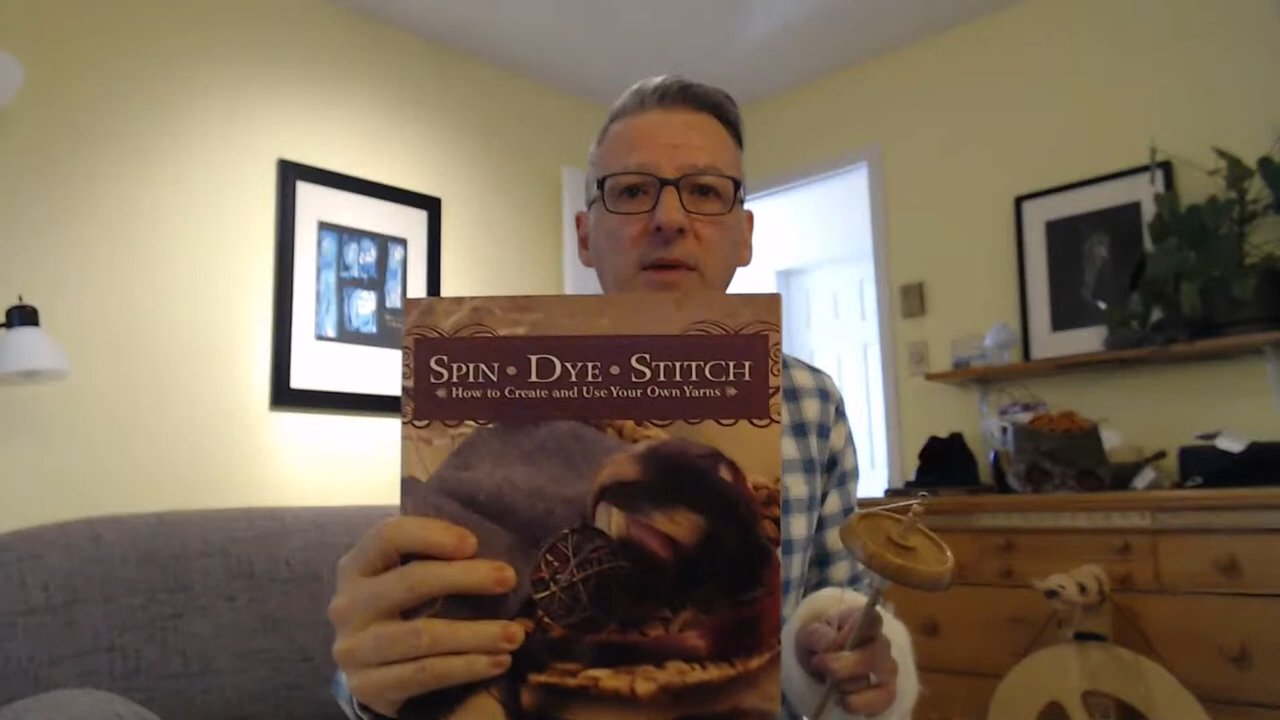 SPIN • DYE • STITCH
How to Create and Use Your Own Yarns